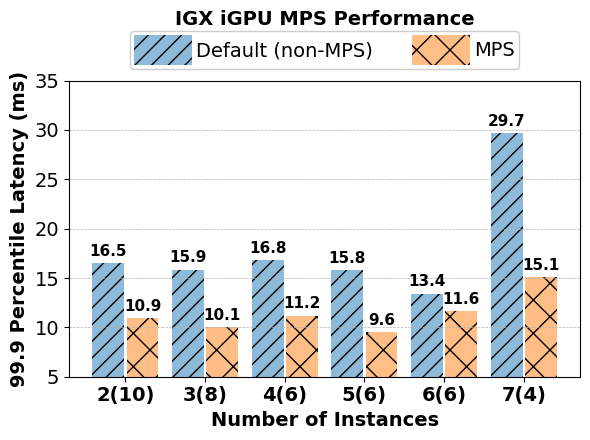 IGX iGPU MPS Performance
Default (non-MPS) MPS
99.9 Percentile Latency (ms)
35
30
25
20
15
10
5
16.5 10.9 15.9 10.1 16.8 11.2 15.8 9.6 13.4 11.6 29.7 15.1
2(10) 3(8) 4(6) 5(6) 6(6) 7(4)
Number of Instances